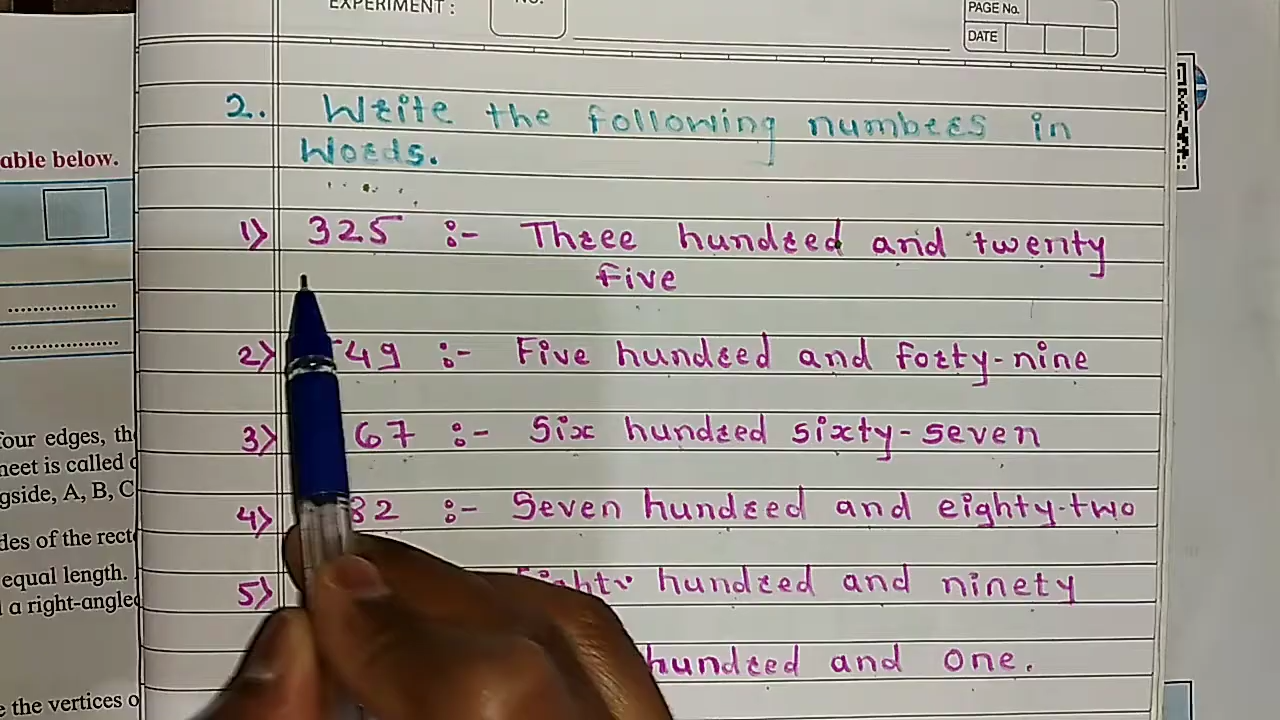 EXPERIMENT :
PAGE No.
DATE
2. Write the following numbers in
Words.
1) 325 :- Three hundred and twenty
five
2) 49 :- Five hundred and forty-nine
3) 67 :- Six hundred sixty-seven
4) 82 :- Seven hundred and eighty-two
5) Eighty hundred and ninety
hundred and one.
able below.
four edges, th
neet is called
gside, A, B, C
des of the rect
equal length.
a right-angled
e the vertices o